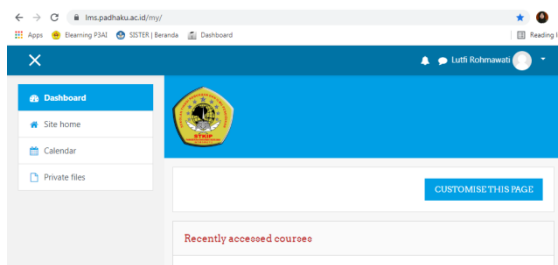 lms.padhaku.ac.id/my/
Apps Elearning P3AI SISTER | Beranda Dashboard Reading
Lutfi Rohmawati
Dashboard
Site home
Calendar
Private files
STKIP
CUSTOMISE THIS PAGE
Recently accessed courses